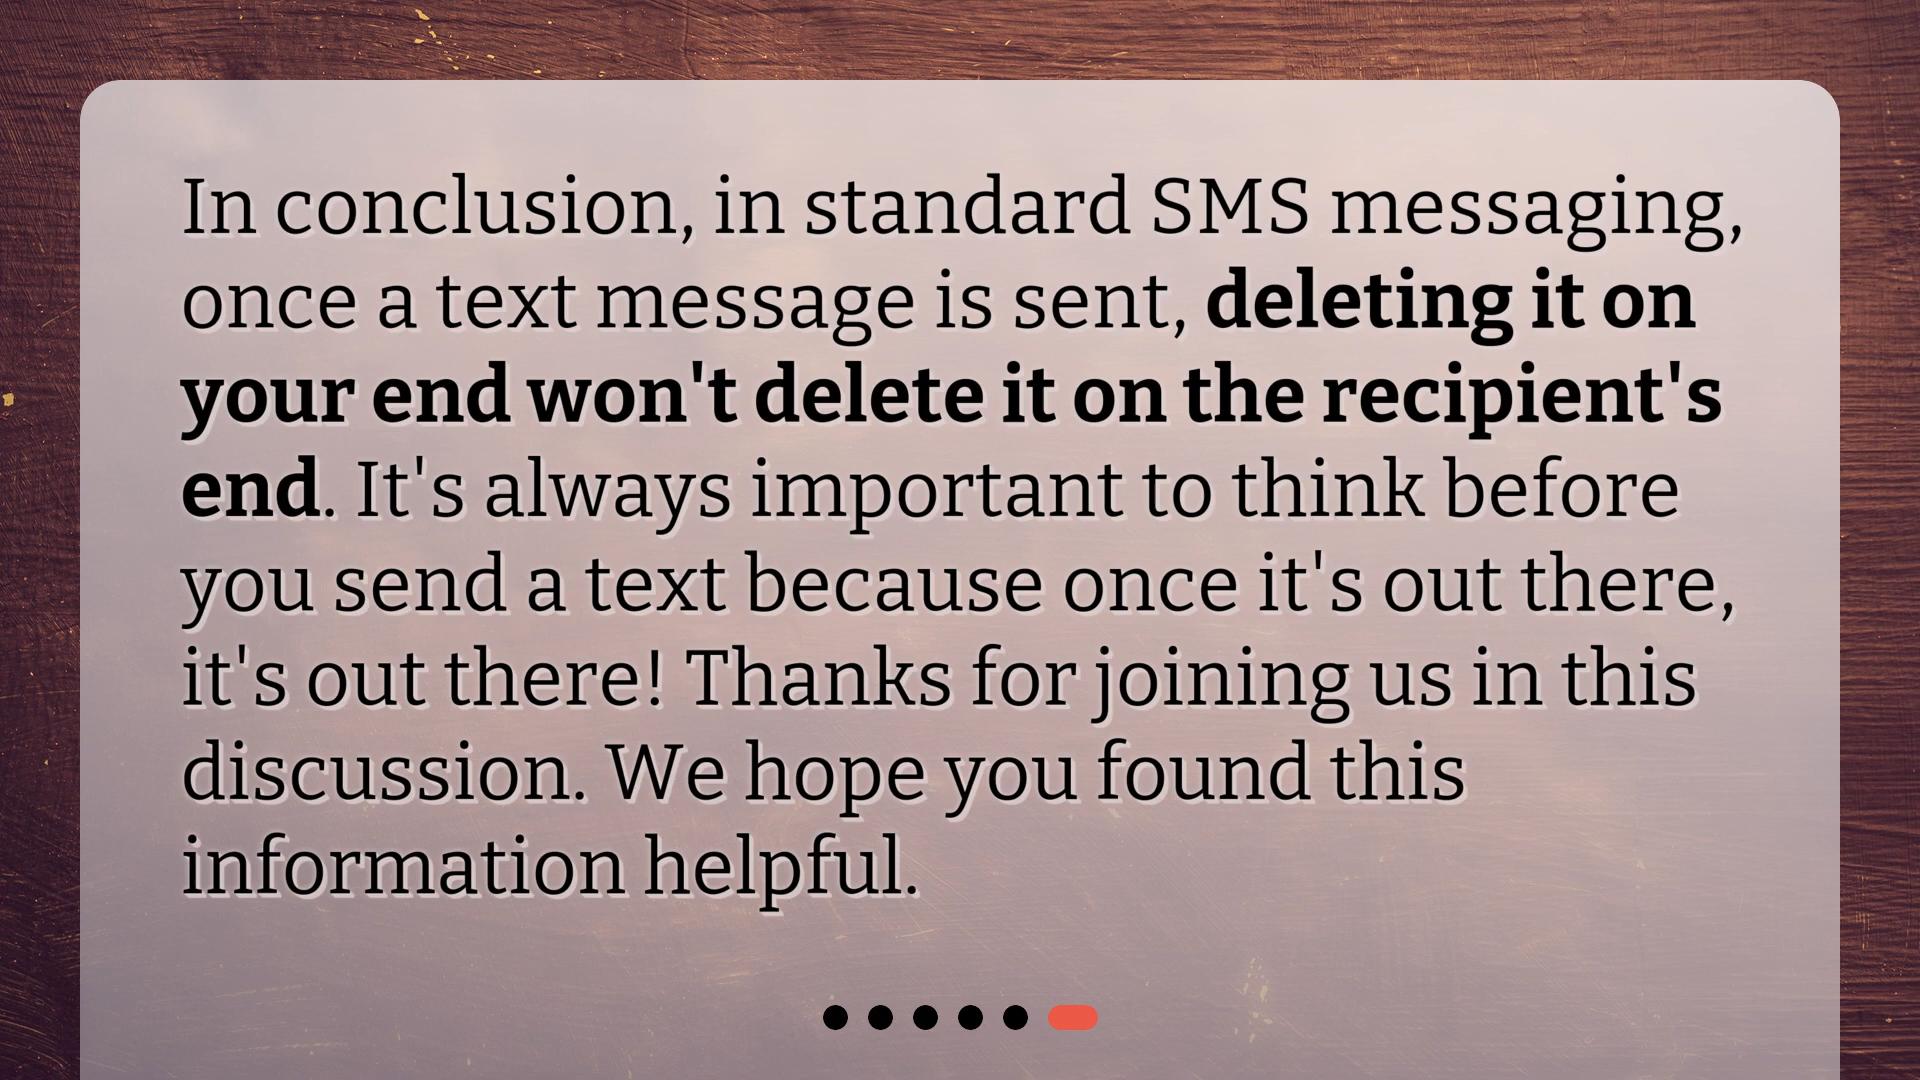 In conclusion, in standard SMS messaging,
once a text message is sent, deleting it on
your end won't delete it on the recipient's
end. It's always important to think before
you send a text because once it's out there,
it's out there! Thanks for joining us in this
discussion. We hope you found this
information helpful.